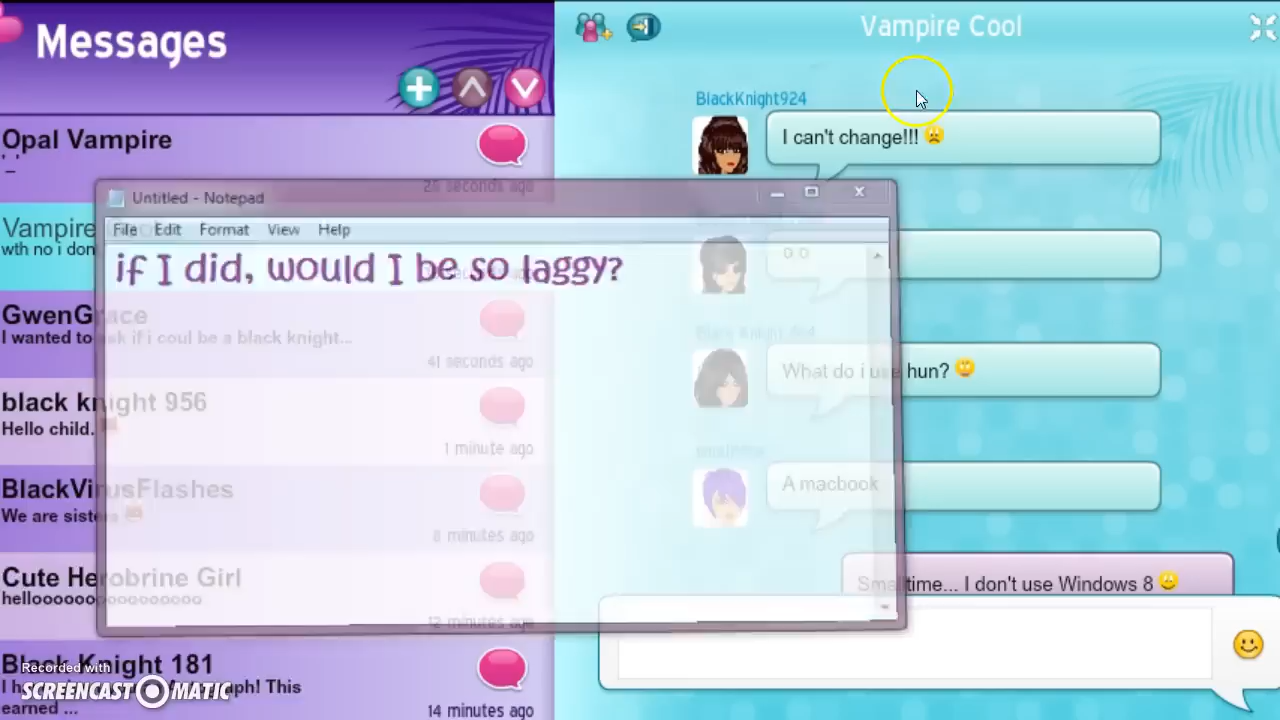 Messages
Vampire Cool
Opal Vampire
Vampire
wth no i don
GwenGrace
I wanted to ask if i coul be a black knight...
41 seconds ago
black knight 956
Hello child.
1 minute ago
BlackVirusFlashes
We are sisters
8 minutes ago
Cute Herobrine Girl
hellooooooooooooooooo
12 minutes ago
Black Knight 181
graph! This
earned ...
14 minutes ago
Untitled - Notepad
File Edit Format View Help
if I did, would I be so laggy?
BlackKnight924
I can't change!!!
0 0
What do i use hun?
A macbook
Smalltime... I don't use Windows 8
Recorded with
SCREENCAST MATIC